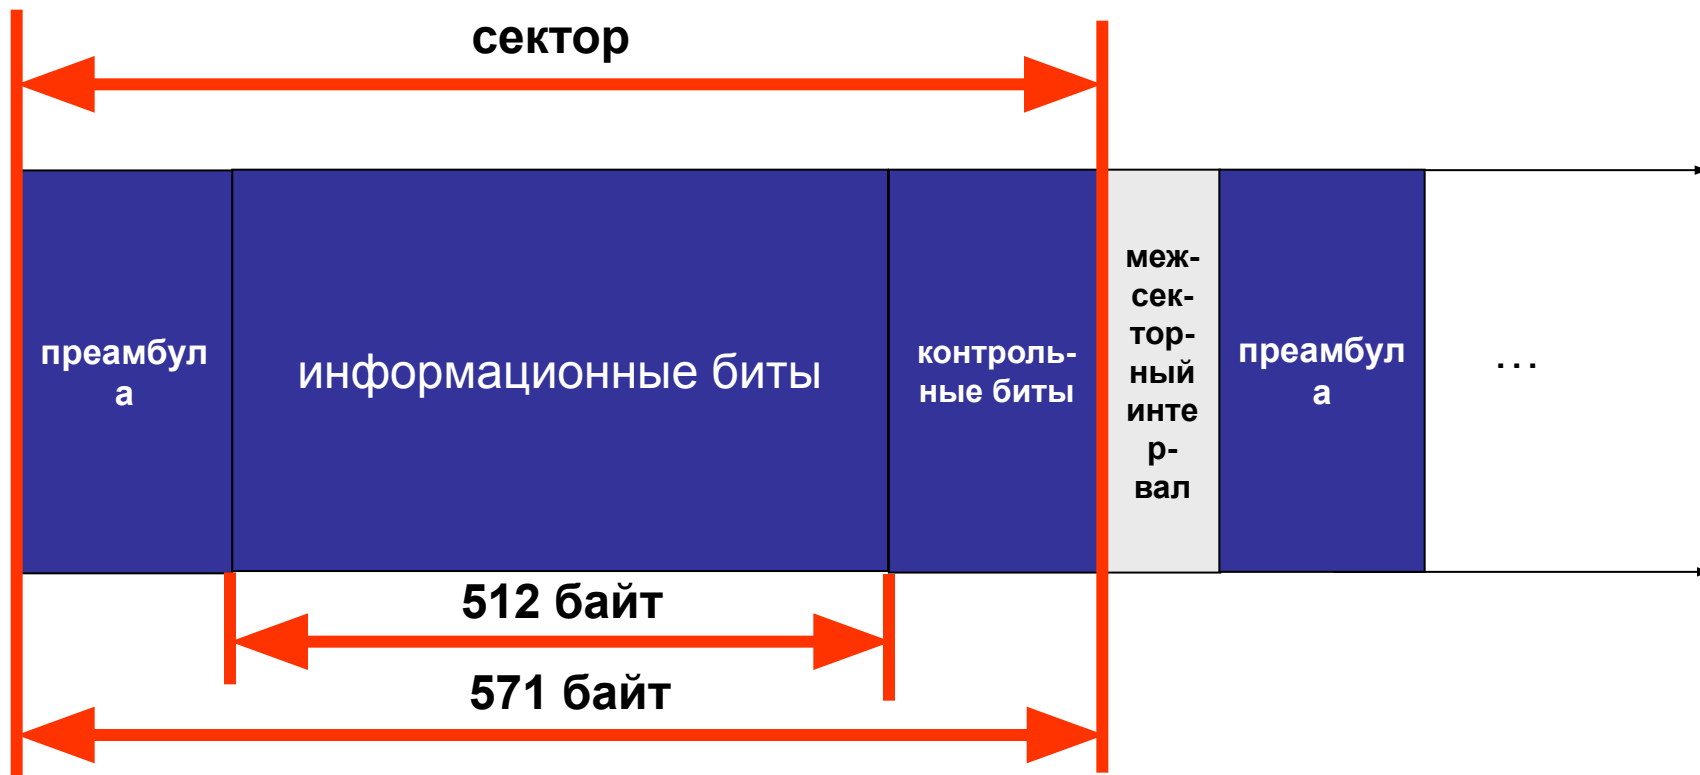 сектор
преамбул
а
информационные биты
контроль-
ные биты
меж-
сек-
тор-
ный
инте
р-
вал
преамбул
а
...
512 байт
571 байт